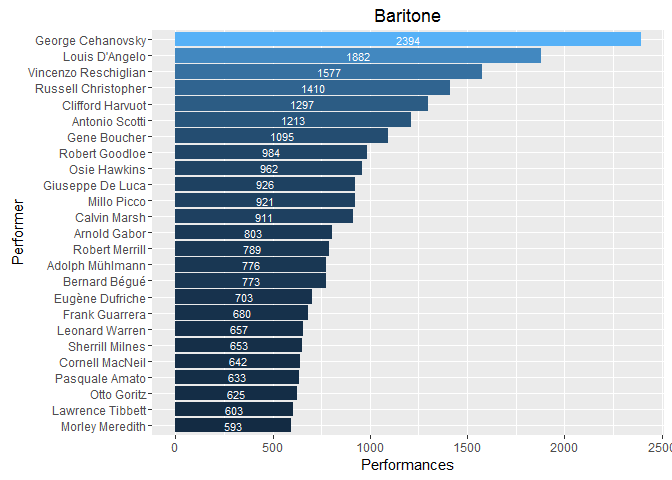 Baritone
George Cehanovsky 2394
Louis D'Angelo 1882
Vincenzo Reschiglian 1577
Russell Christopher 1410
Clifford Harvuot 1297
Antonio Scotti 1213
Gene Boucher 1095
Robert Goodloe 984
Osie Hawkins 962
Giuseppe De Luca 926
Millo Picco 921
Calvin Marsh 911
Arnold Gabor 803
Robert Merrill 789
Adolph Mühlmann 776
Bernard Bégué 773
Eugène Dufriche 703
Frank Guarrera 680
Leonard Warren 657
Sherrill Milnes 653
Cornell MacNeil 642
Pasquale Amato 633
Otto Goritz 625
Lawrence Tibbett 603
Morley Meredith 593
Performer
0 500 1000 1500 2000 2500
Performances